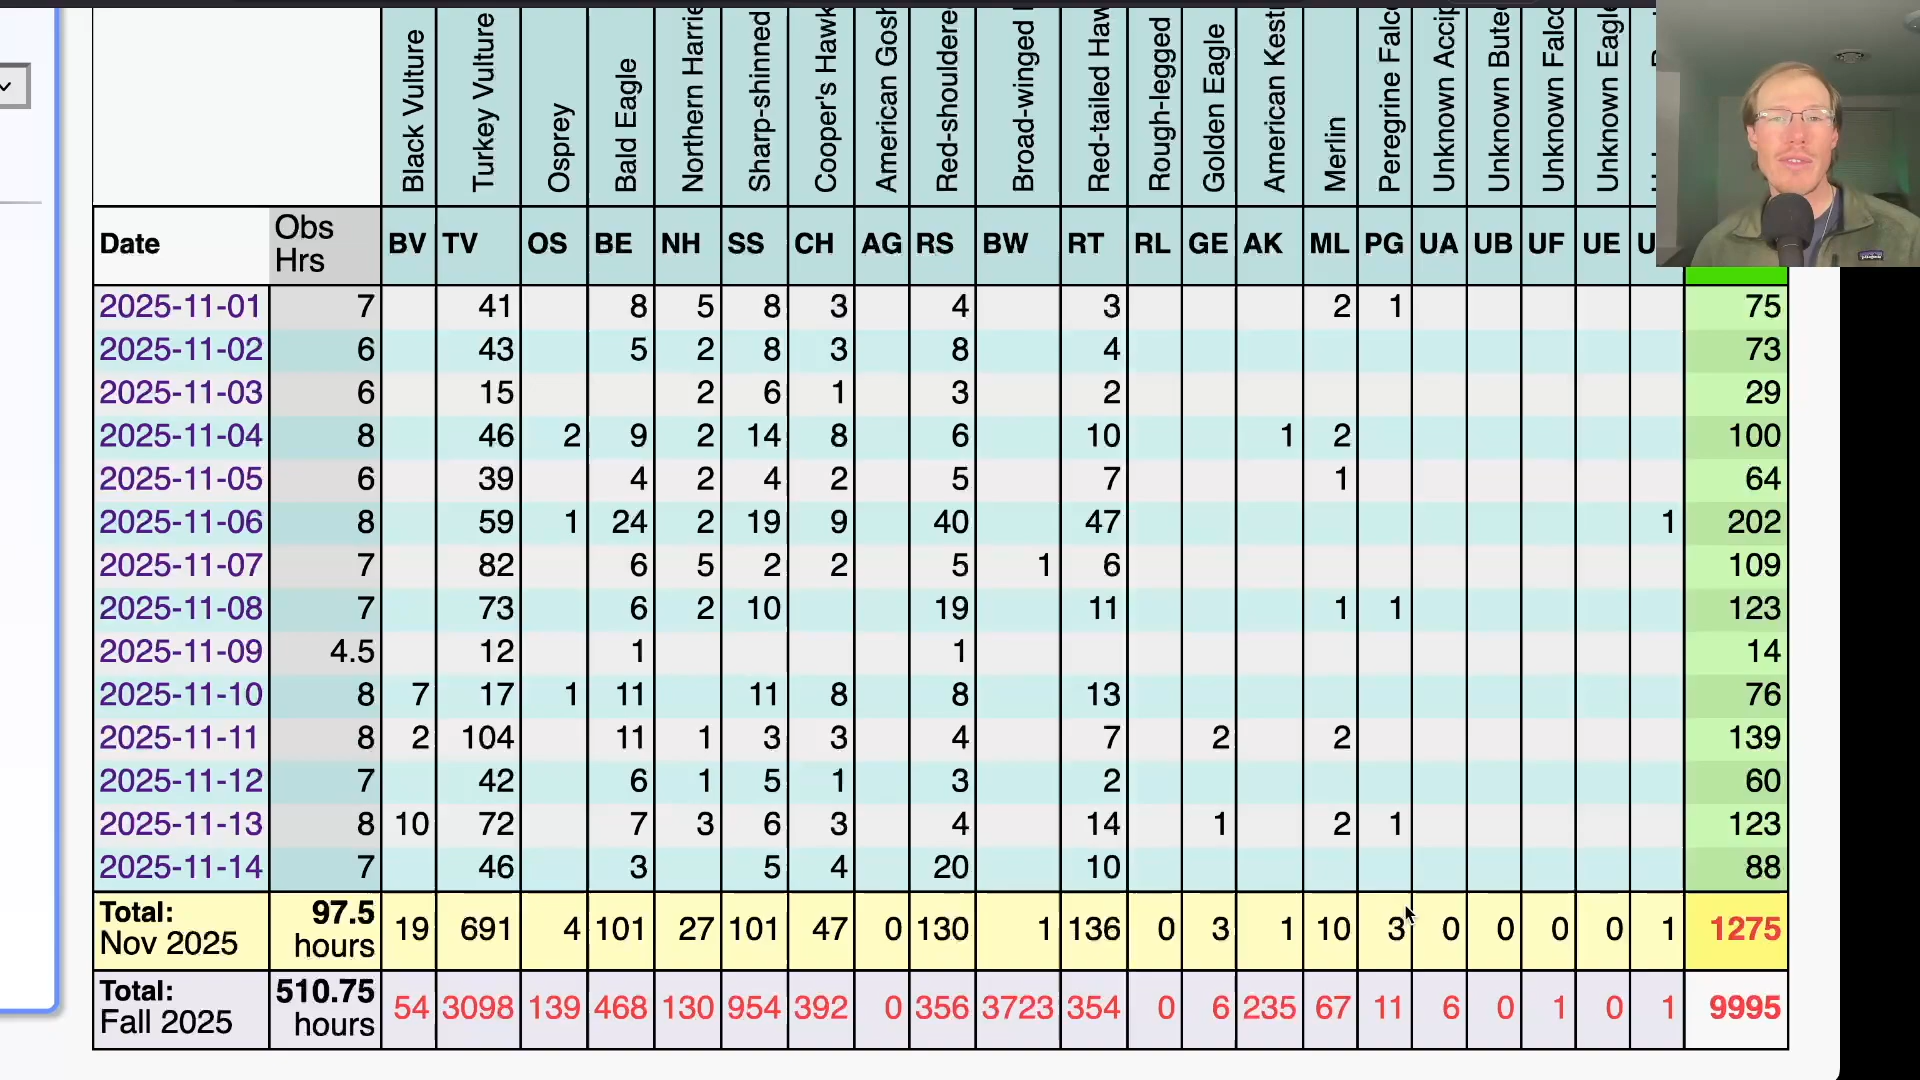 Black Vulture
Turkey Vulture
Osprey
Bald Eagle
Northern Harrie
Sharp-shinned
Cooper's Hawk
American Gosh
Red-shouldere
Broad-winged
Red-tailed Haw
Rough-legged
Golden Eagle
American Kest
Merlin
Peregrine Falc
Unknown Accip
Unknown Bute
Unknown Falco
Unknown Eagle
Date Obs Hrs BV TV OS BE NH SS CH AG RS BW RT RL GE AK ML PG UA UB UF UE U
2025-11-01 7 41 8 5 8 3 4 3 2 1 75
2025-11-02 6 43 5 2 8 3 8 4 73
2025-11-03 6 15 2 6 1 3 2 29
2025-11-04 8 46 2 9 2 14 8 6 10 1 2 100
2025-11-05 6 39 4 2 4 2 5 7 1 64
2025-11-06 8 59 1 24 2 19 9 40 47 1 202
2025-11-07 7 82 6 5 2 2 5 1 6 109
2025-11-08 7 73 6 2 10 19 11 1 1 123
2025-11-09 4.5 12 1 1 14
2025-11-10 8 7 17 1 11 11 8 8 13 76
2025-11-11 8 2 104 11 1 3 3 4 7 2 2 139
2025-11-12 7 42 6 1 5 1 3 2 60
2025-11-13 8 10 72 7 3 6 3 4 14 1 2 1 123
2025-11-14 7 46 3 5 4 20 10 88
Total: Nov 2025 97.5 hours 19 691 4 101 27 101 47 0 130 1 136 0 3 1 10 3 0 0 0 0 1 1275
Total: Fall 2025 510.75 hours 54 3098 139 468 130 954 392 0 356 3723 354 0 6 235 67 11 6 0 1 0 1 9995